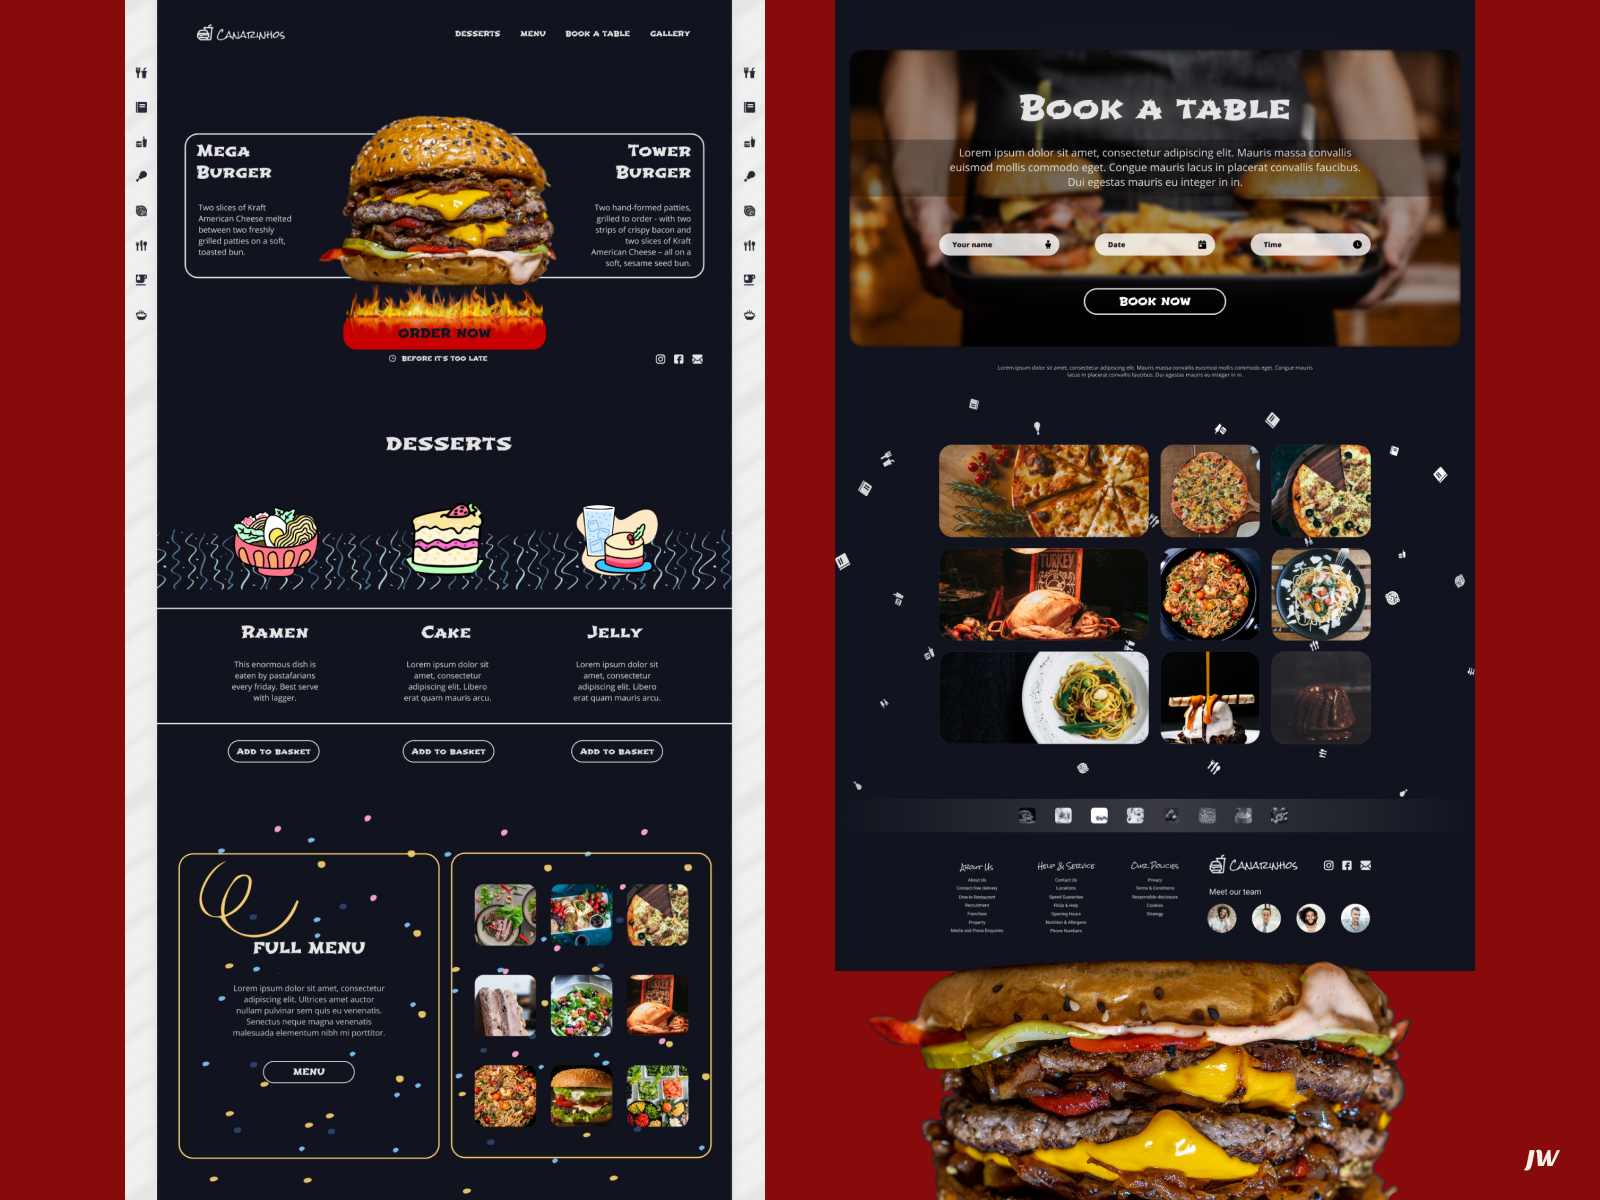 Canarinhos
DESSERTS MENU BOOK A TABLE GALLERY
Mega
Burger
Two slices of Kraft
American Cheese melted
between two freshly
grilled patties on a soft,
toasted bun.
Tower
Burger
Two hand-formed patties,
grilled to order - with two
strips of crispy bacon and
two slices of Kraft
American Cheese – all on a
soft, sesame seed bun.
ORDER NOW
BEFORE IT'S TOO LATE
DESSERTS
Ramen
This enormous dish is
eaten by pastafarians
every friday. Best serve
with lagger.
Cake
Lorem ipsum dolor sit
amet, consectetur
adipiscing elit. Libero
erat quam mauris arcu.
Jelly
Lorem ipsum dolor sit
amet, consectetur
adipiscing elit. Libero
erat quam mauris arcu.
Add to basket
Add to basket
Add to basket
FULL MENU
Lorem ipsum dolor sit amet, consectetur
adipiscing elit. Ultrices amet auctor
nullam pulvinar sem quis eu venenatis.
Senectus neque magna venenatis
malesuada elementum nibh mi porttitor.
MENU
Book a table
Lorem ipsum dolor sit amet, consectetur adipiscing elit. Mauris massa convallis
euismod mollis commodo eget. Congue mauris lacus in placerat convallis faucibus.
Dui egestas mauris eu integer in in.
Your name
Date
Time
Book now
Lorem ipsum dolor sit amet, consectetur adipiscing elit. Mauris massa convallis euismod mollis commodo eget. Congue mauris
lacus in placerat convallis faucibus. Dui egestas mauris eu integer in in.
TURKEY
About Us
About Us
Contact-free delivery
Dine-in Restaurant
Recruitment
Franchise
Property
Media and Press Enquiries
Help & Service
Contact Us
Locations
Speed Guarantee
FAQs & Help
Opening Hours
Nutrition & Allergens
Phone Numbers
Our Policies
Privacy
Terms & Conditions
Responsible disclosure
Cookies
Strategy
Canarinhos
Meet our team
JW